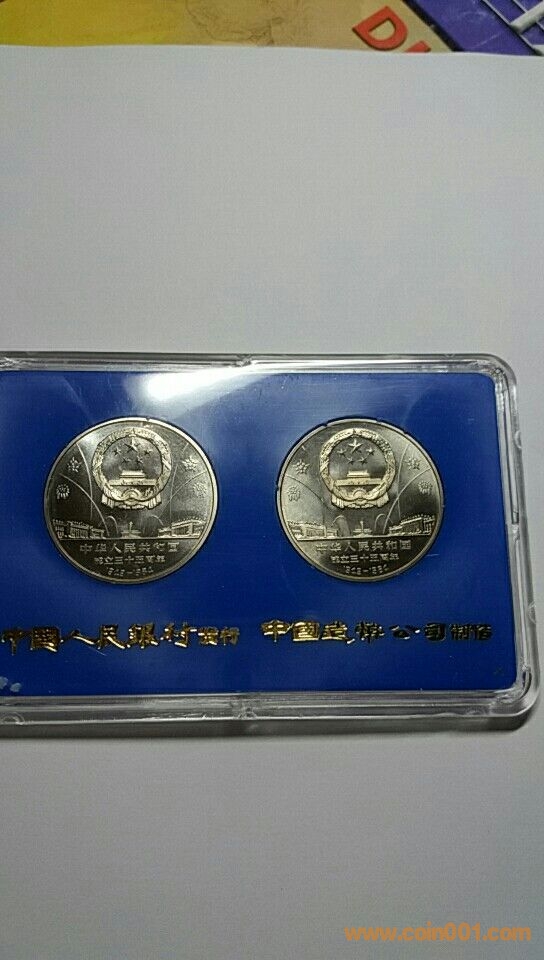 DU
中华人民共和国
成立三十五周年
1949-1984
中华人民共和国
成立三十五周年
1949-1984
中國人民銀行發行 中國造幣公司制造
www.coin001.com